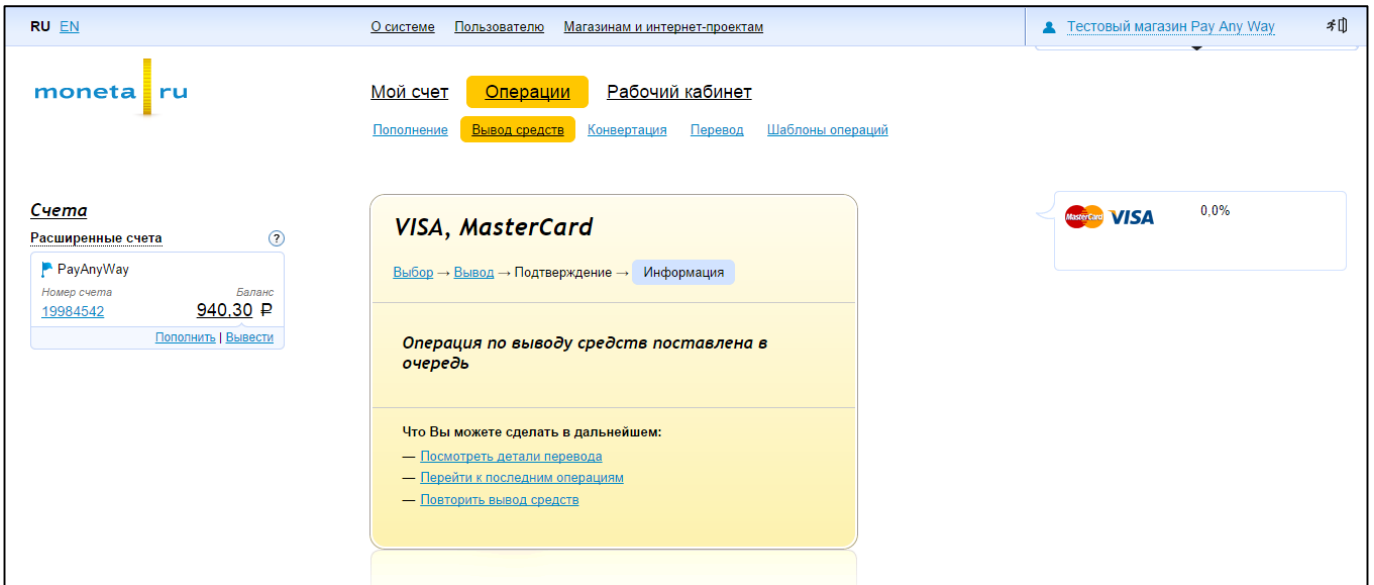 RU EN
О системе Пользователю Магазинам и интернет-проектам
Тестовый магазин Pay Any Way
moneta ru
Мой счет Операции Рабочий кабинет
Пополнение Вывод средств Конвертация Перевод Шаблоны операций
Счета
Расширенные счета ?
PayAnyWay
Номер счета Баланс
19984542 940.30 ₽
Пополнить | Вывести
VISA, MasterCard
Выбор → Вывод → Подтверждение → Информация
Операция по выводу средств поставлена в
очередь
Что Вы можете сделать в дальнейшем:
— Посмотреть детали перевода
— Перейти к последним операциям
— Повторить вывод средств
MasterCard VISA 0,0%